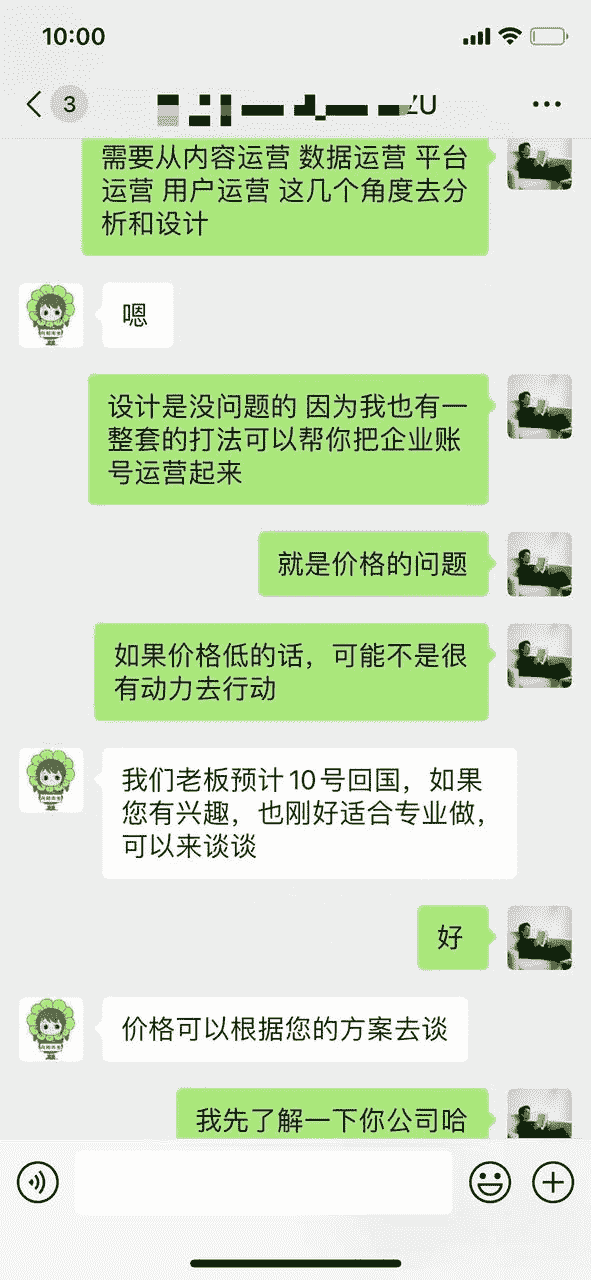 10:00
3
ZU
需要从内容运营 数据运营 平台
运营 用户运营 这几个角度去分
析和设计
嗯
设计是没问题的 因为我也有一
整套的打法可以帮你把企业账
号运营起来
就是价格的问题
如果价格低的话，可能不是很
有动力去行动
我们老板预计10号回国，如果
您有兴趣，也刚好适合专业做，
可以来谈谈
好
价格可以根据您的方案去谈
我先了解一下你公司哈